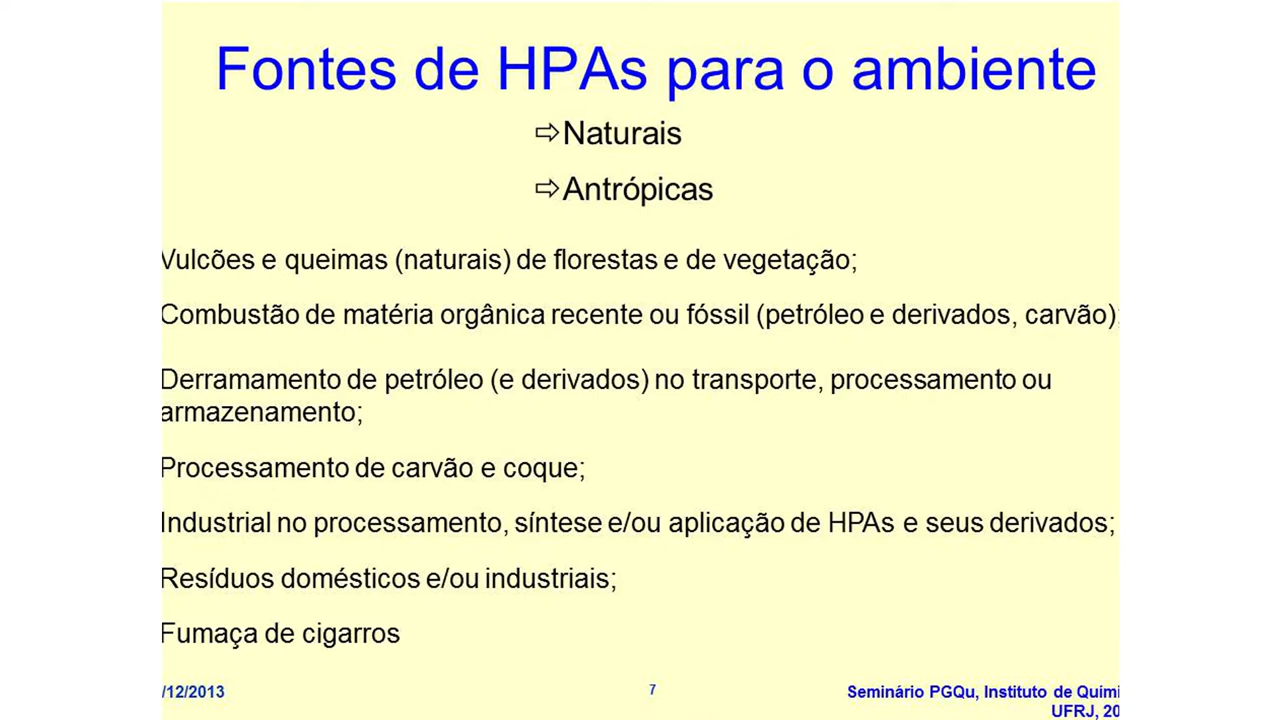 Fontes de HPAs para o ambiente
⇨Naturais
⇨Antrópicas
Vulcões e queimas (naturais) de florestas e de vegetação;
Combustão de matéria orgânica recente ou fóssil (petróleo e derivados, carvão);
Derramamento de petróleo (e derivados) no transporte, processamento ou
armazenamento;
Processamento de carvão e coque;
Industrial no processamento, síntese e/ou aplicação de HPAs e seus derivados;
Resíduos domésticos e/ou industriais;
Fumaça de cigarros
/12/2013
7
Seminário PGQu, Instituto de Quími
UFRJ, 20